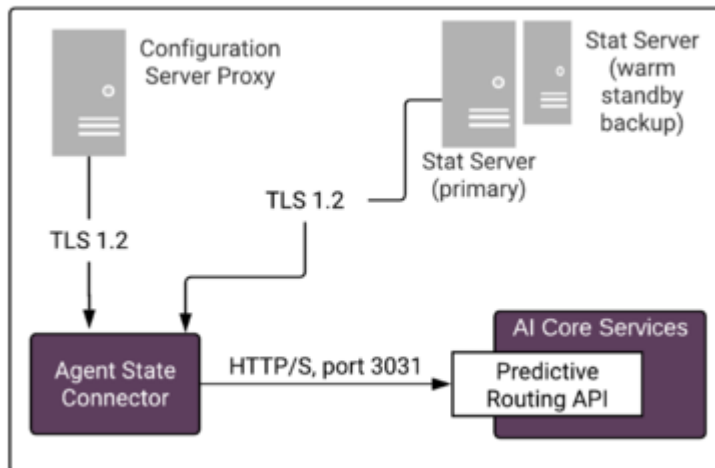 Configuration
Server Proxy
Stat Server
(warm
standby
backup)
Stat Server
(primary)
TLS 1.2
TLS 1.2
Agent State
Connector
HTTP/S, port 3031
AI Core Services
Predictive
Routing API